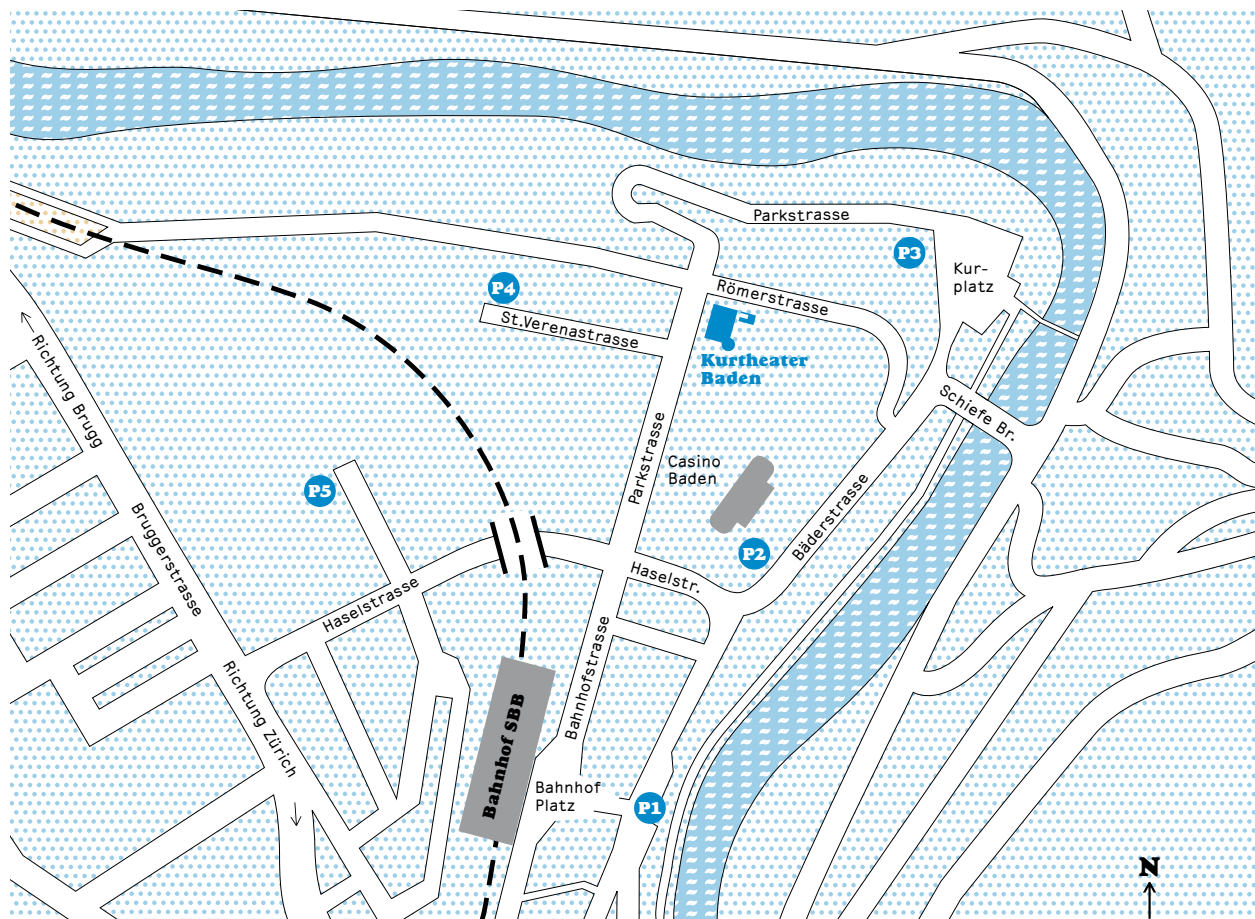 Parkstrasse
P3
Kur-
platz
P4
Römerstrasse
St.Verenastrasse
Kurtheater
Baden
Richtung Brugg
Schiefe Br.
Parkstrasse
Casino
Baden
P5
Bruggerstrasse
Bäderstrasse
P2
Haselstrasse
Haselstr.
Bahnhofstrasse
Richtung Zürich
Bahnhof SBB
Bahnhof
Platz
P1
N